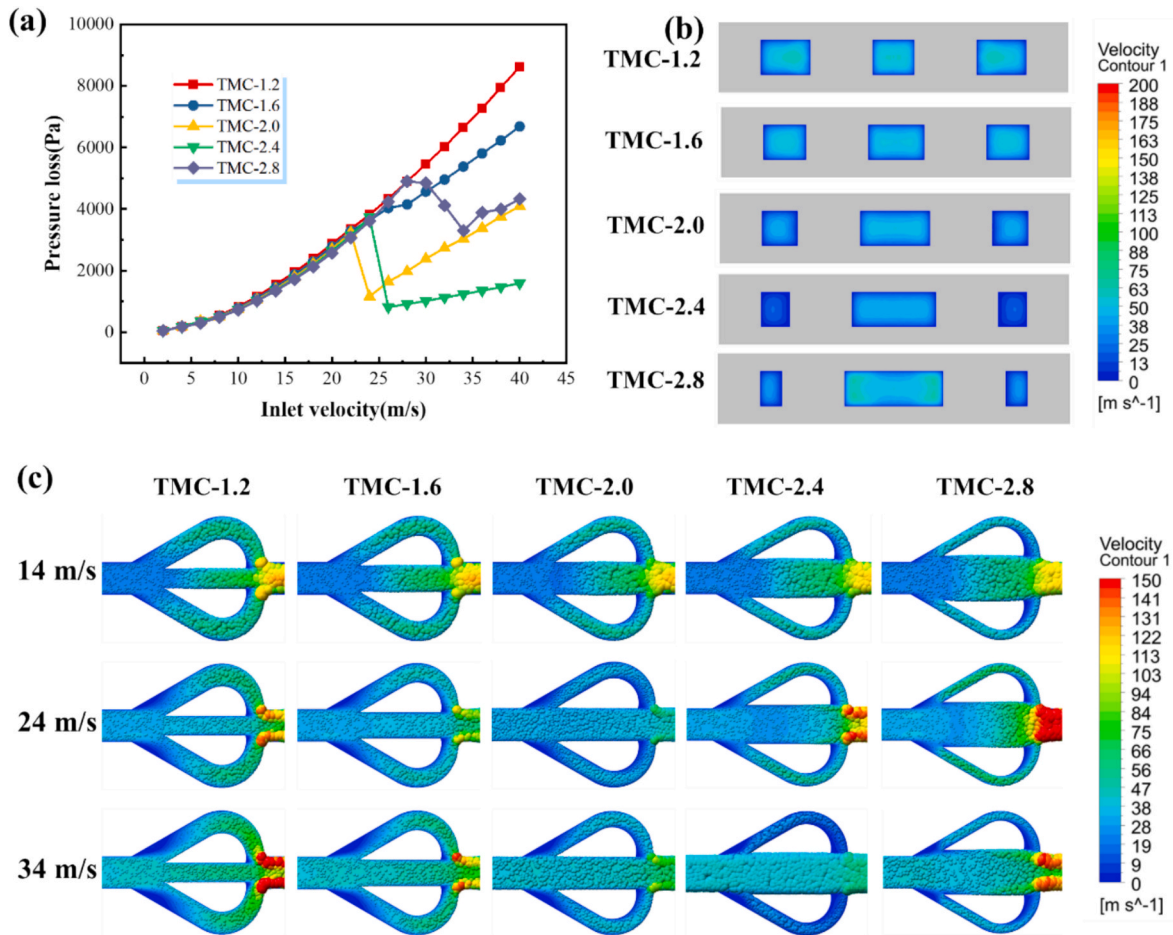 (a)
10000
8000
6000
4000
2000
0
Pressure loss(Pa)
TMC-1.2
TMC-1.6
TMC-2.0
TMC-2.4
TMC-2.8
0 5 10 15 20 25 30 35 40 45
Inlet velocity(m/s)
(b)
TMC-1.2
TMC-1.6
TMC-2.0
TMC-2.4
TMC-2.8
Velocity
Contour 1
200
188
175
163
150
138
125
113
100
88
75
63
50
38
25
13
0
[m s^-1]
(c)
TMC-1.2 TMC-1.6 TMC-2.0 TMC-2.4 TMC-2.8
14 m/s
24 m/s
34 m/s
Velocity
Contour 1
150
141
131
122
113
103
94
84
75
66
56
47
38
28
19
9
0
[m s^-1]